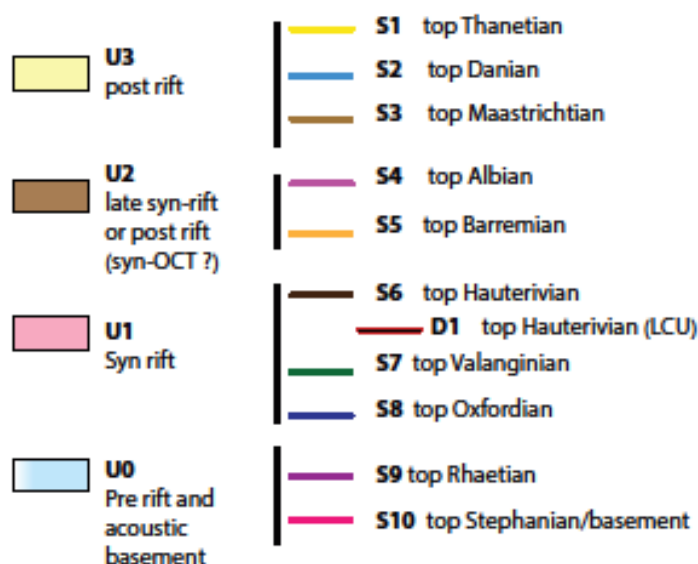 U3
post rift
S1 top Thanetian
S2 top Danian
S3 top Maastrichtian
U2
late syn-rift
or post rift
(syn-OCT ?)
S4 top Albian
S5 top Barremian
U1
Syn rift
S6 top Hauterivian
D1 top Hauterivian (LCU)
S7 top Valanginian
S8 top Oxfordian
U0
Pre rift and
acoustic
basement
S9 top Rhaetian
S10 top Stephanian/basement